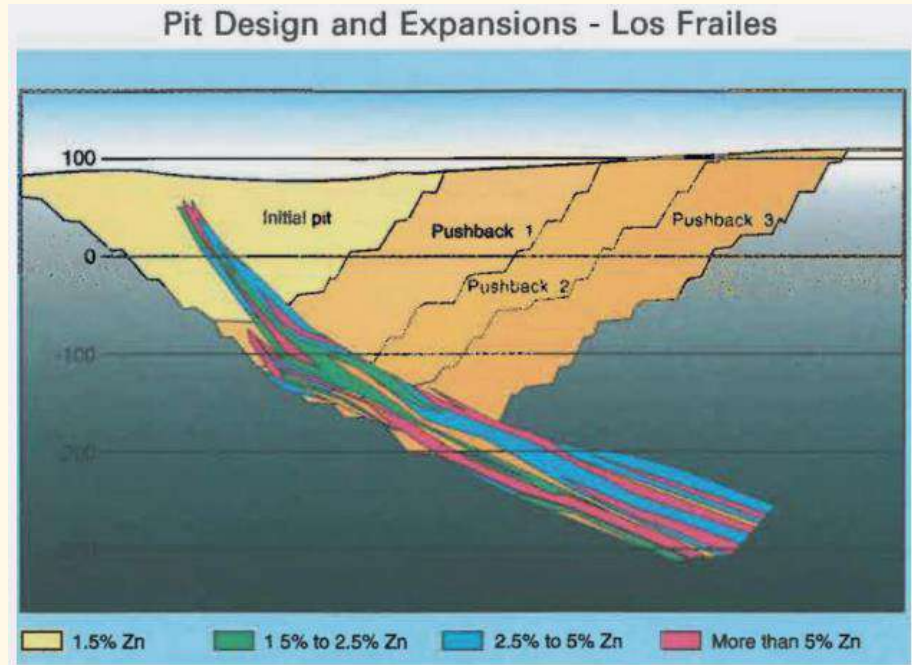 Pit Design and Expansions - Los Frailes
100
Initial pit
Pushback 1
Pushback 3
0
Pushback 2
-100
-200
1.5% Zn
1 5% to 2.5% Zn
2.5% to 5% Zn
More than 5% Zn